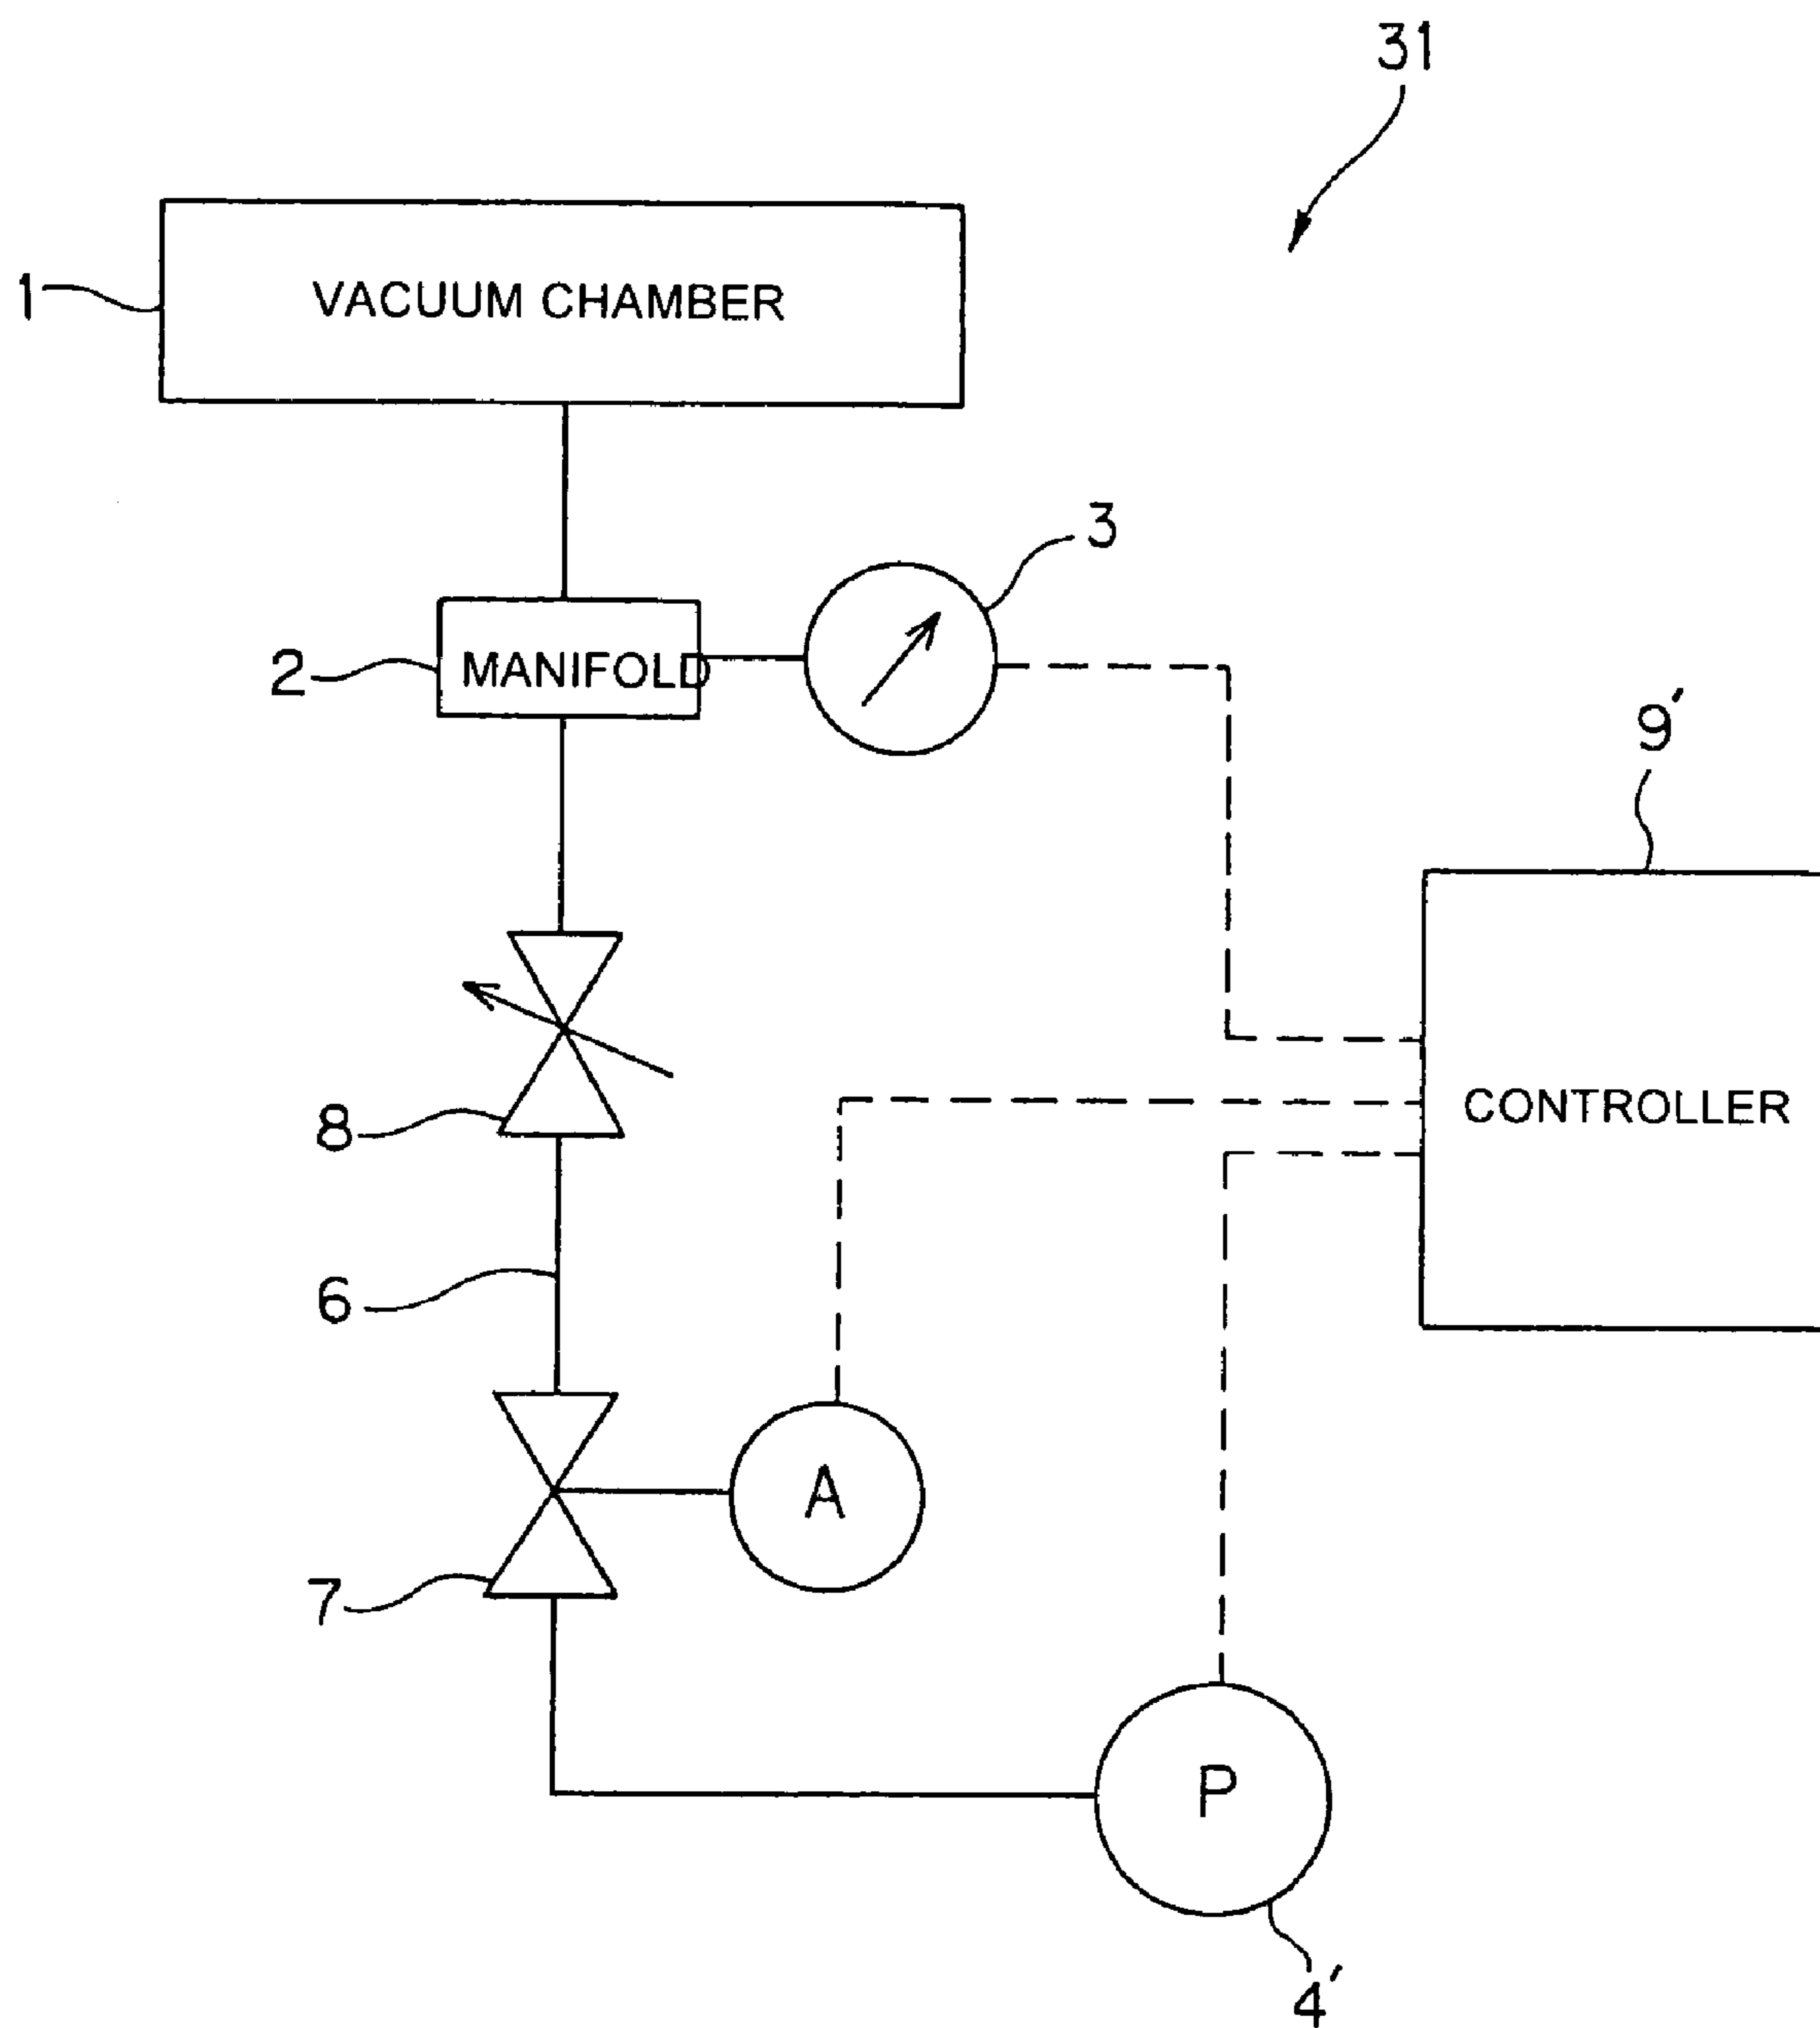 31
1
VACUUM CHAMBER
3
2
MANIFOLD
9'
CONTROLLER
8
6
A
7
P
4'